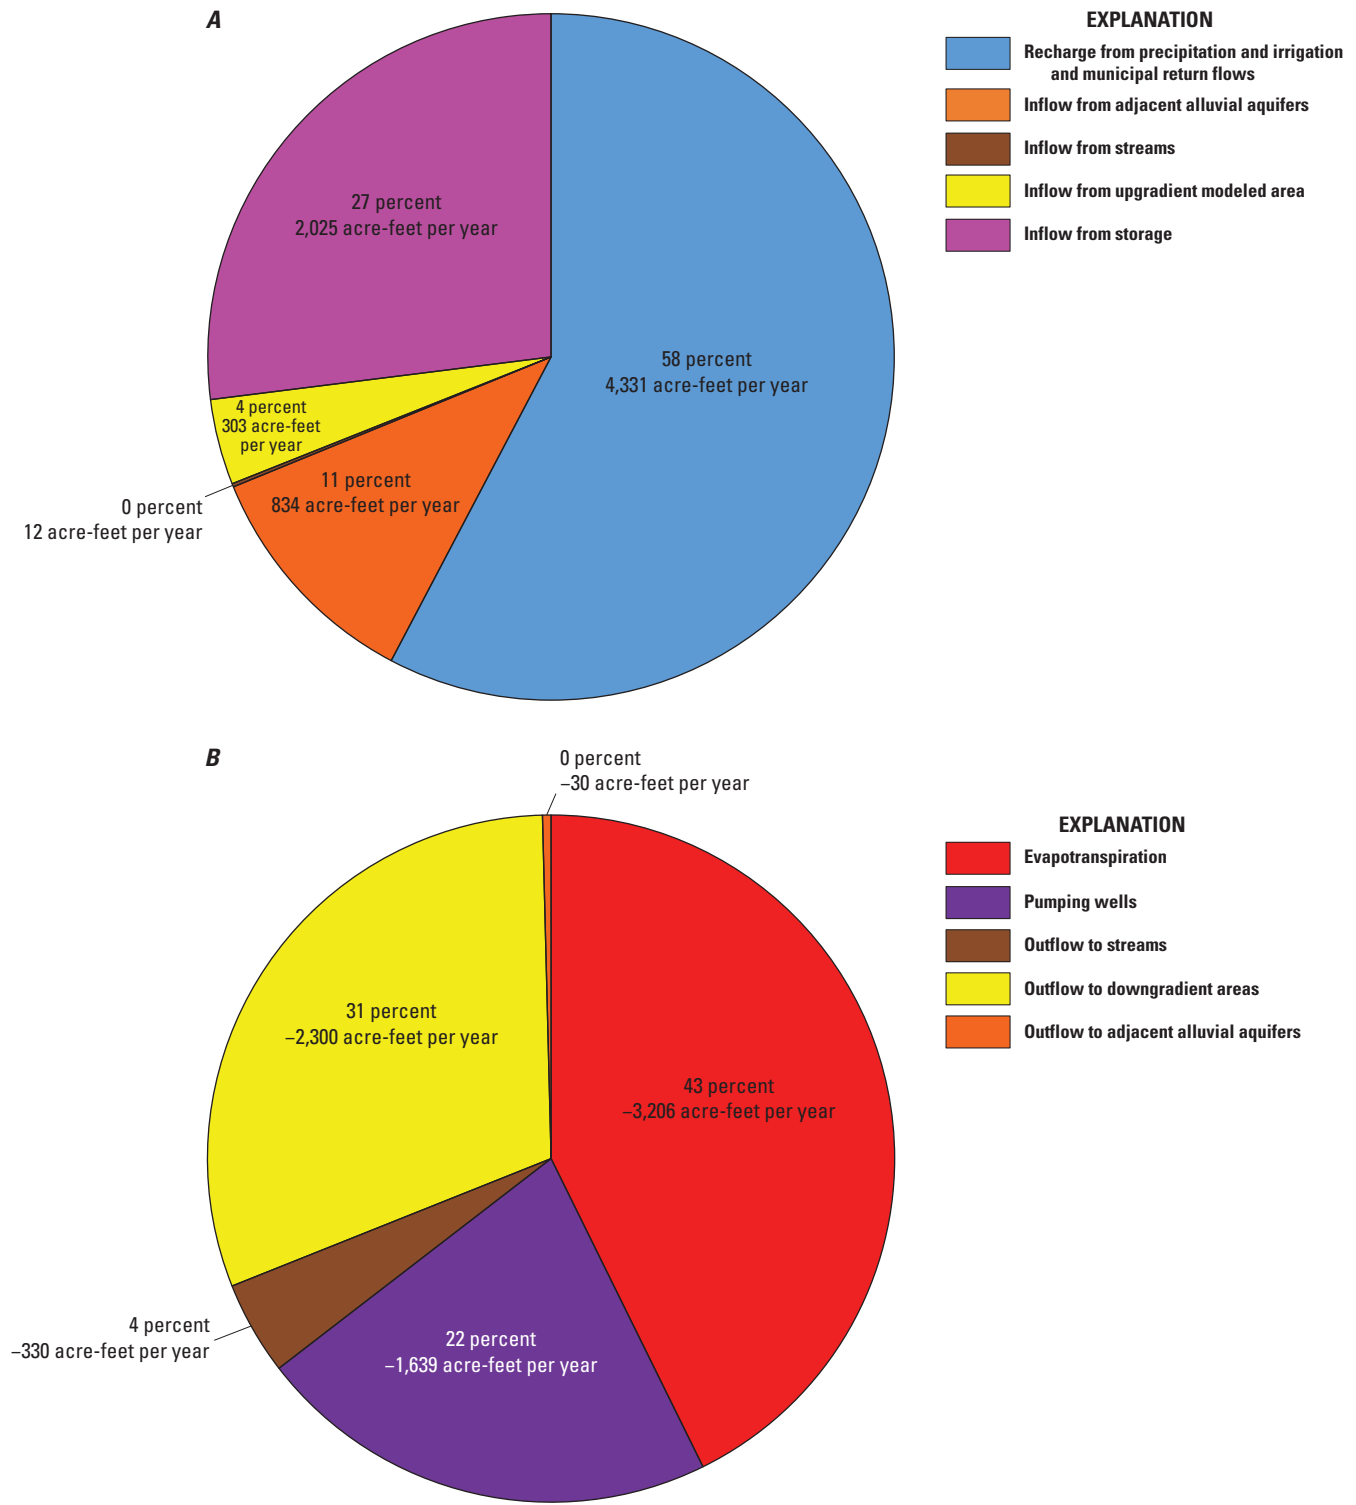 A
27 percent
2,025 acre-feet per year
58 percent
4,331 acre-feet per year
4 percent
303 acre-feet
per year
11 percent
834 acre-feet per year
0 percent
12 acre-feet per year
EXPLANATION
Recharge from precipitation and irrigation
and municipal return flows
Inflow from adjacent alluvial aquifers
Inflow from streams
Inflow from upgradient modeled area
Inflow from storage
B
0 percent
−30 acre-feet per year
31 percent
−2,300 acre-feet per year
43 percent
−3,206 acre-feet per year
4 percent
−330 acre-feet per year
22 percent
−1,639 acre-feet per year
EXPLANATION
Evapotranspiration
Pumping wells
Outflow to streams
Outflow to downgradient areas
Outflow to adjacent alluvial aquifers